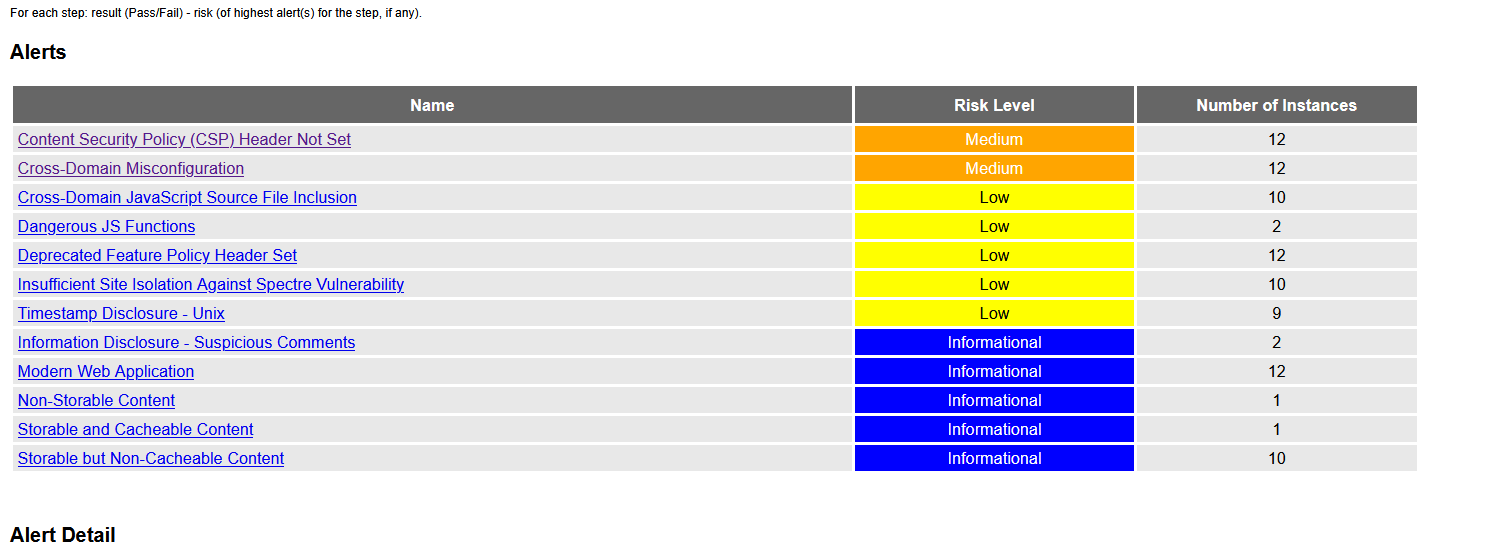 For each step: result (Pass/Fail) - risk (of highest alert(s) for the step, if any).
Alerts
Name Risk Level Number of Instances
Content Security Policy (CSP) Header Not Set Medium 12
Cross-Domain Misconfiguration Medium 12
Cross-Domain JavaScript Source File Inclusion Low 10
Dangerous JS Functions Low 2
Deprecated Feature Policy Header Set Low 12
Insufficient Site Isolation Against Spectre Vulnerability Low 10
Timestamp Disclosure - Unix Low 9
Information Disclosure - Suspicious Comments Informational 2
Modern Web Application Informational 12
Non-Storable Content Informational 1
Storable and Cacheable Content Informational 1
Storable but Non-Cacheable Content Informational 10
Alert Detail